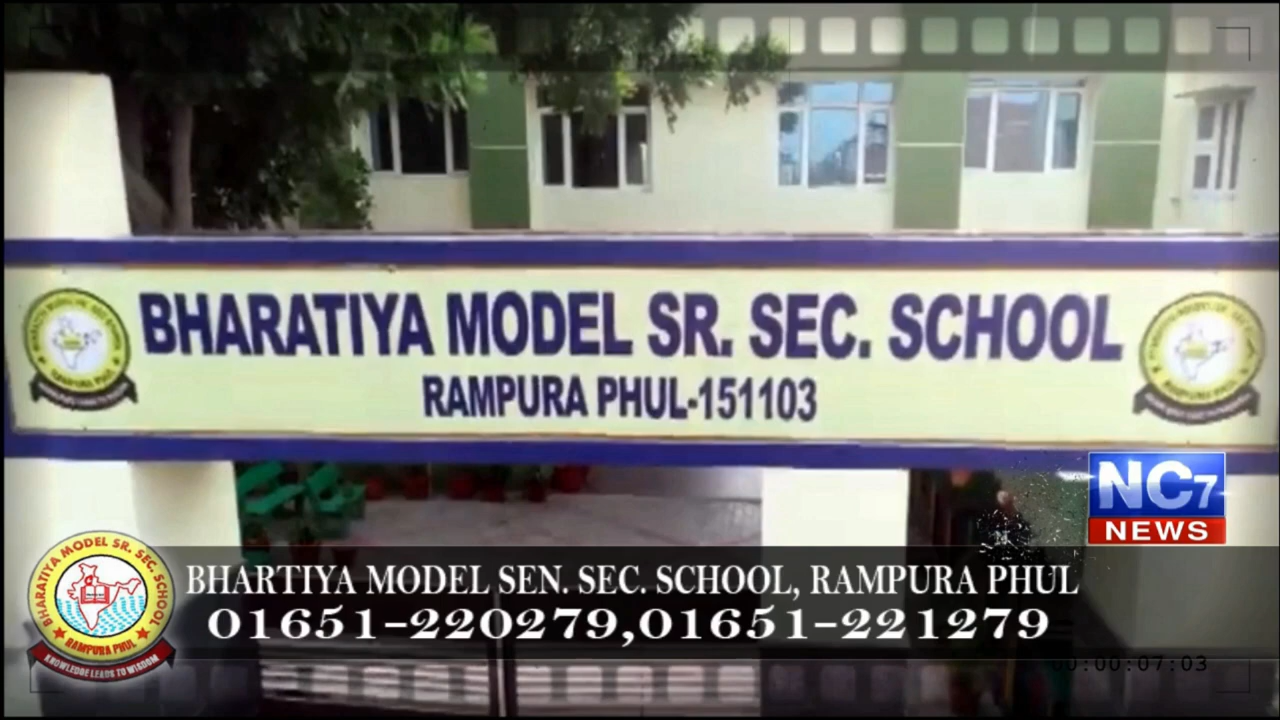 BHARATIYA MODEL SR. SEC. SCHOOL
RAMPURA PHUL-151103
NC7
NEWS
BHARATIYA MODEL SR. SEC. SCHOOL
RAMPURA PHUL
KNOWLEDGE LEADS TO WISDOM
BHARTIYA MODEL SEN. SEC. SCHOOL, RAMPURA PHUL
01651-220279,01651-221279
00:00:07:03